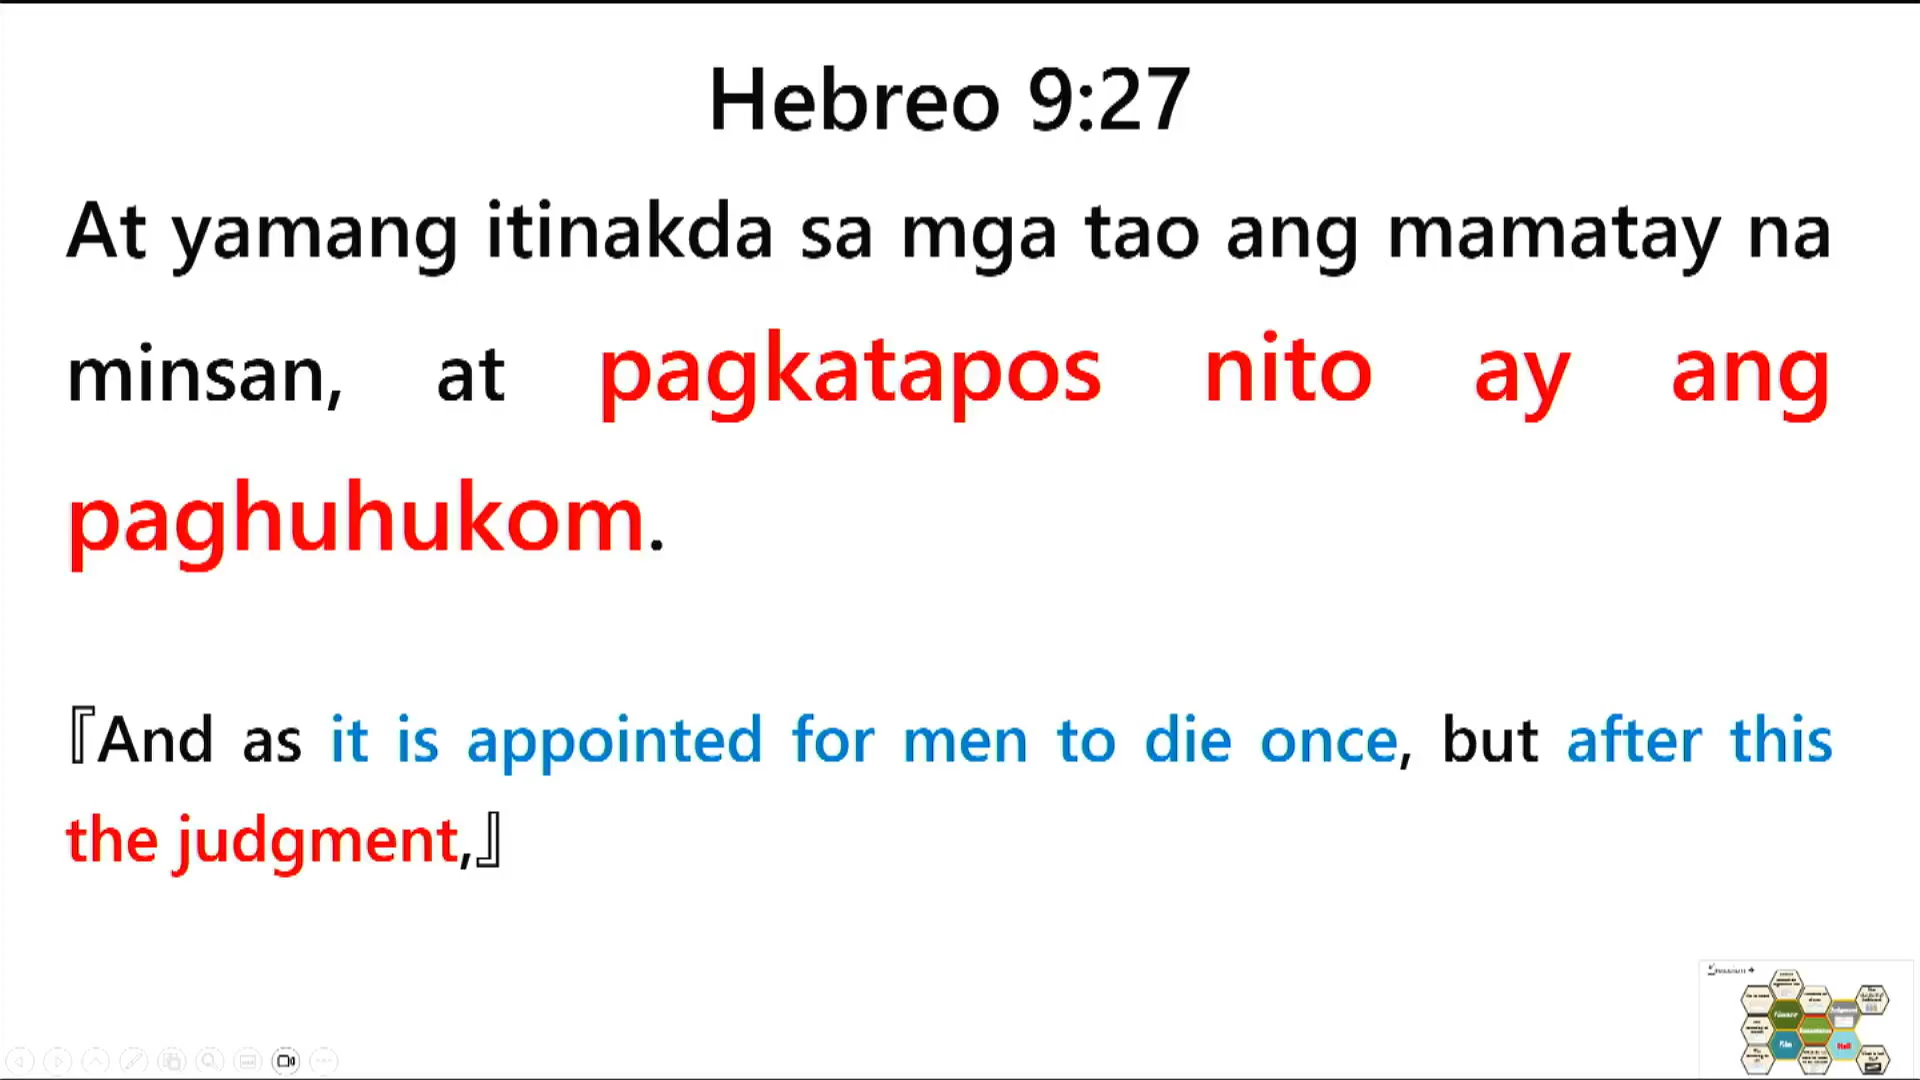 Hebreo 9:27
At yamang itinakda sa mga tao ang mamatay na
minsan, at pagkatapos nito ay ang
paghuhukom.
『And as it is appointed for men to die once, but after this
the judgment,』
Hell